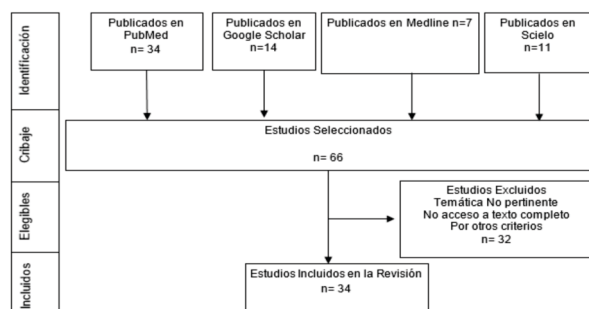 Identificación
Publicados en
PubMed
n= 34
Publicados en
Google Scholar
n=14
Publicados en Medline n=7
Publicados en
Scielo
n=11
Cribaje
Estudios Seleccionados
n= 66
Elegibles
Estudios Excluidos
Temática No pertinente
No acceso a texto completo
Por otros criterios
n= 32
Incluidos
Estudios Incluidos en la Revisión
n= 34